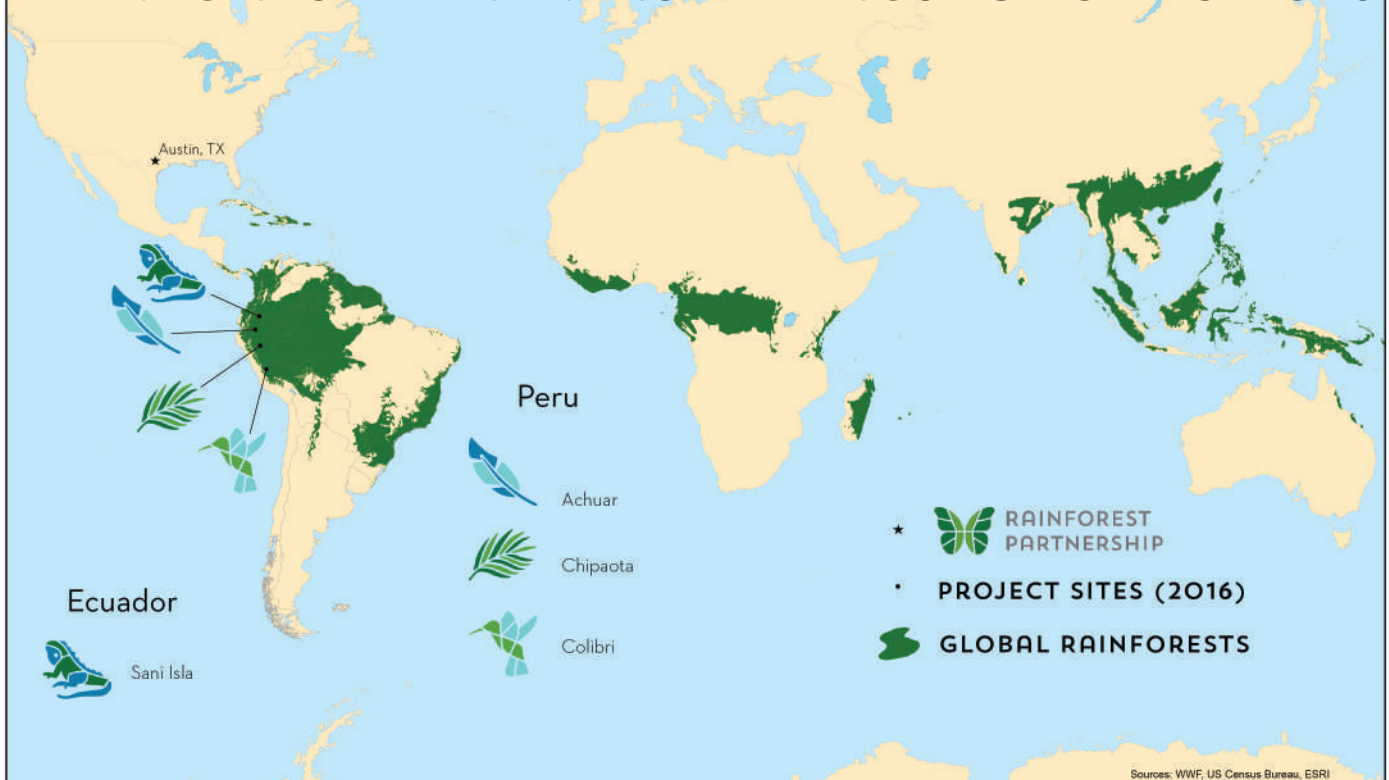 Austin, TX
Peru
Achuar
Chipaota
Colibri
Ecuador
Sani Isla
RAINFOREST
PARTNERSHIP
PROJECT SITES (2016)
GLOBAL RAINFORESTS
Sources: WWF, US Census Bureau, ESRI